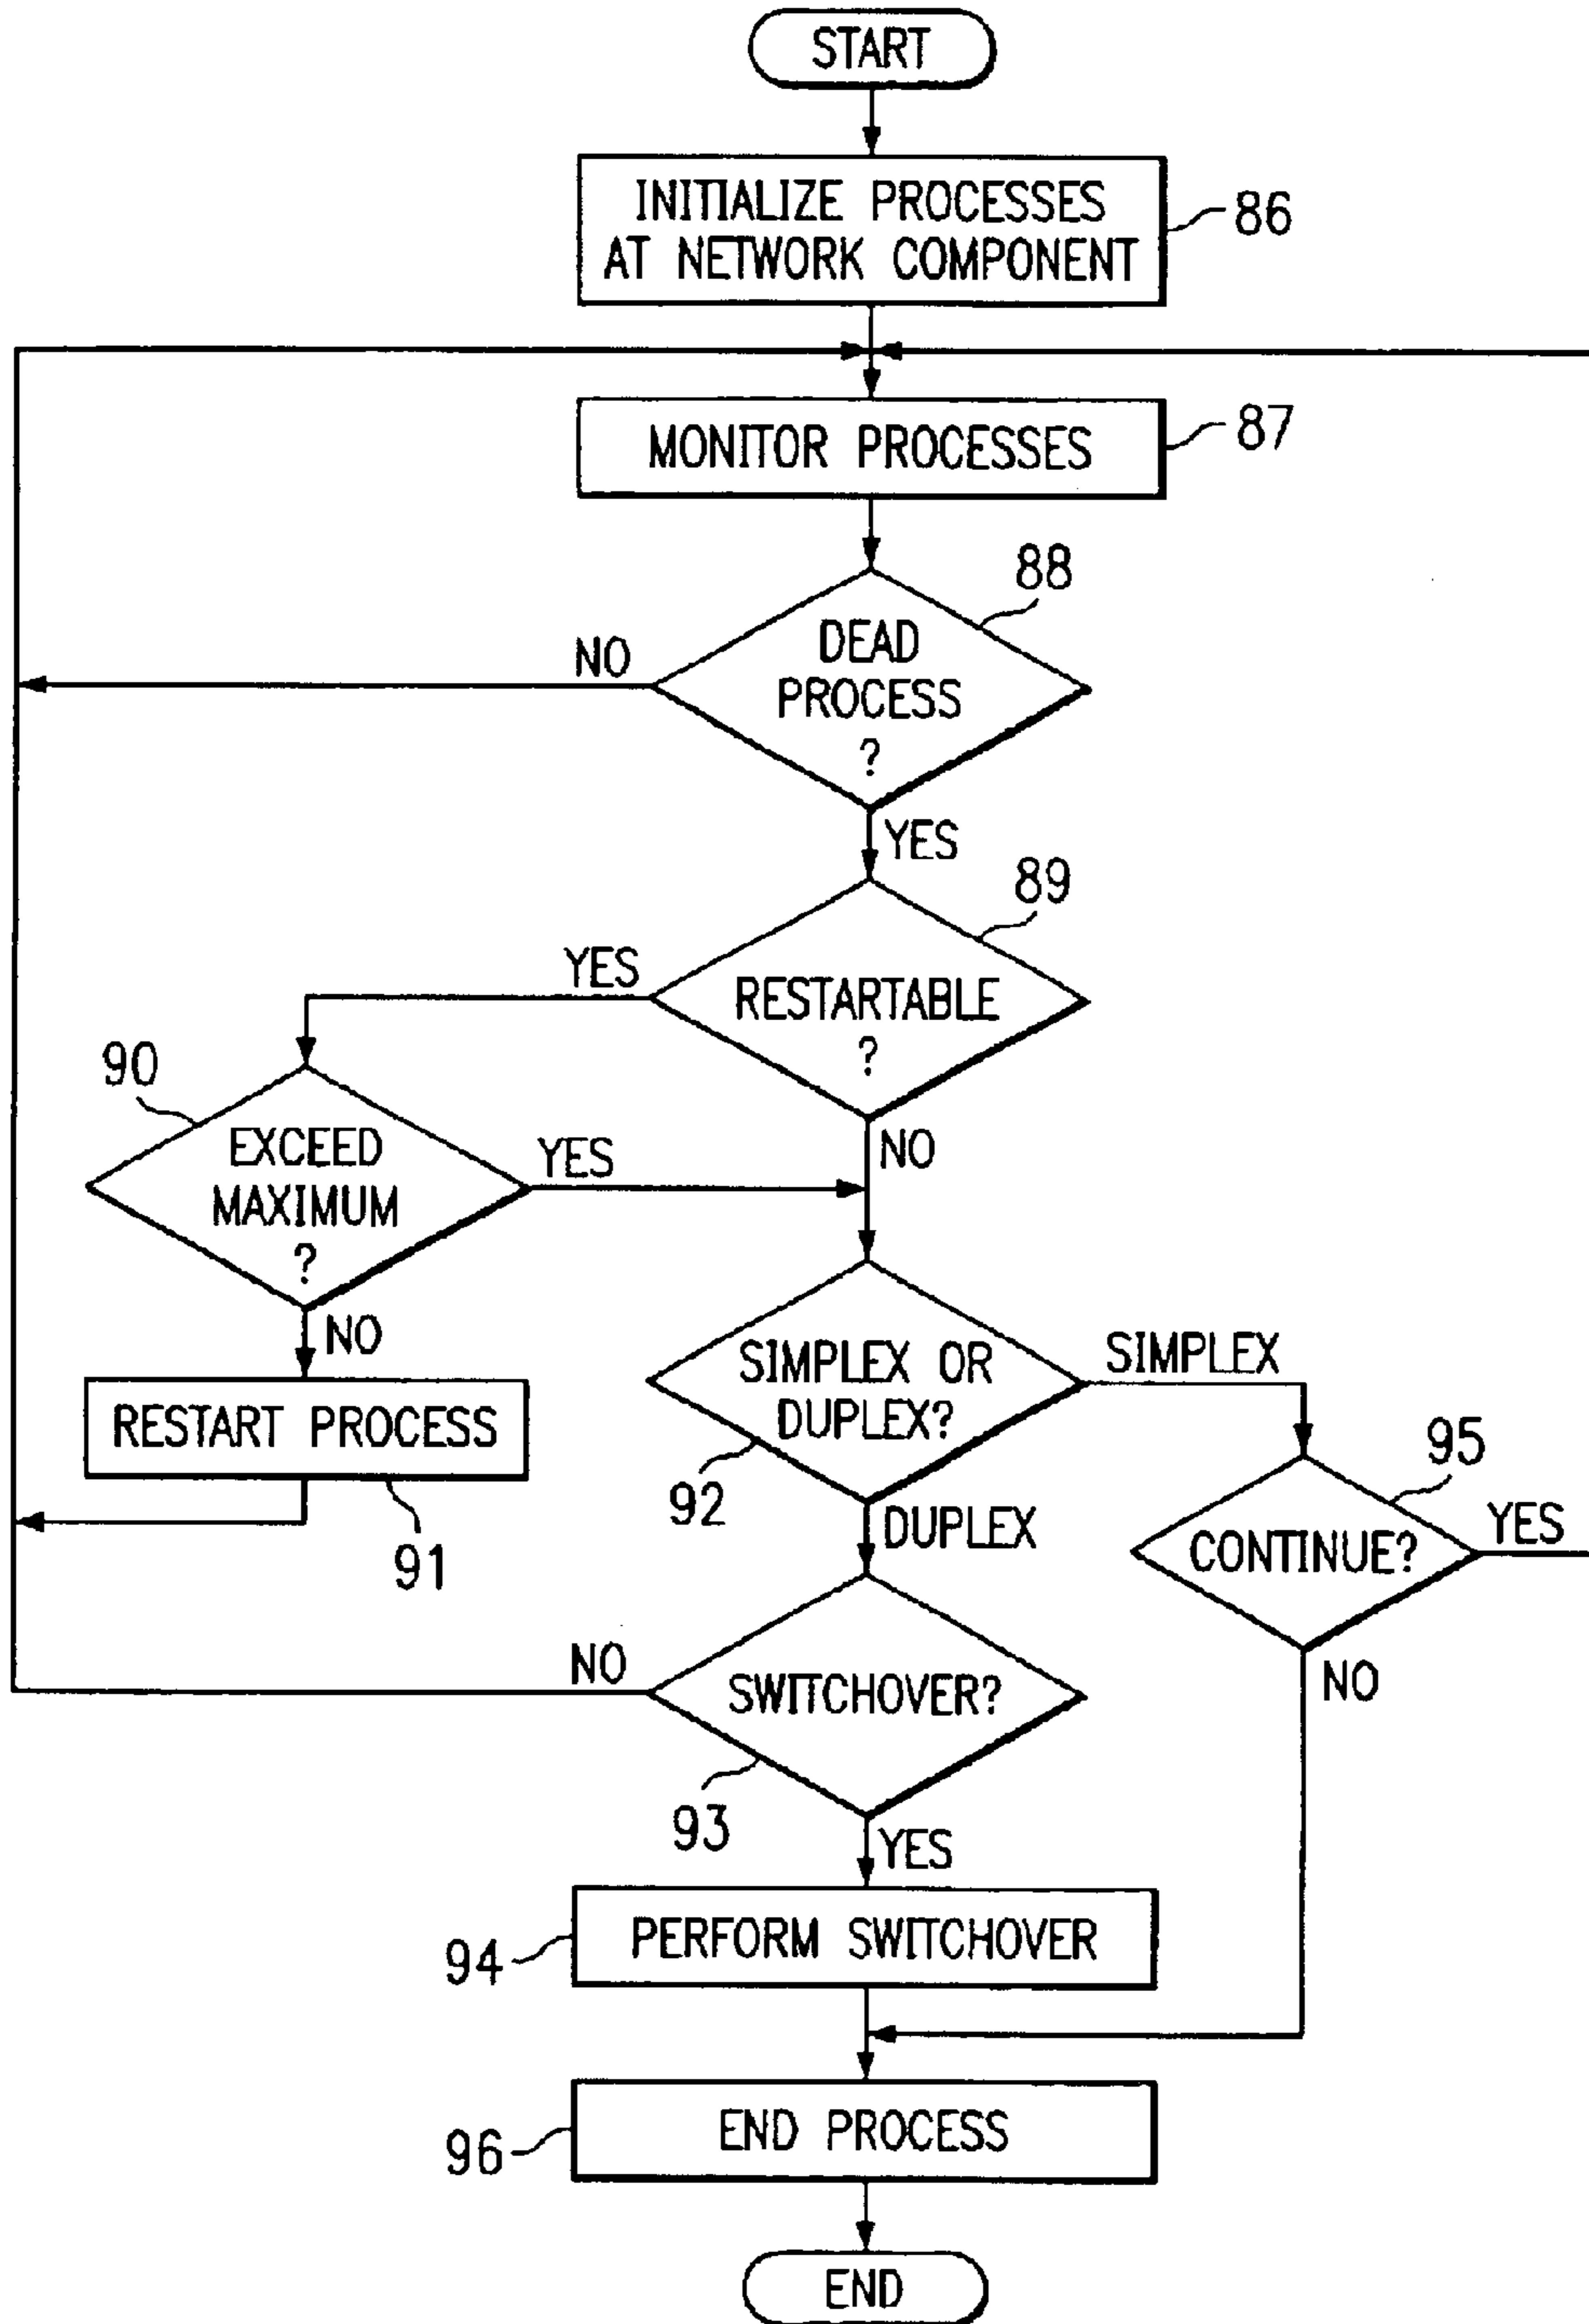 START
INITIALIZE PROCESSES
AT NETWORK COMPONENT
86
MONITOR PROCESSES
87
88
DEAD
PROCESS
?
NO
YES
89
RESTARTABLE
?
YES
NO
90
EXCEED
MAXIMUM
?
YES
NO
RESTART PROCESS
91
SIMPLEX OR
DUPLEX?
92
SIMPLEX
DUPLEX
95
CONTINUE?
YES
NO
SWITCHOVER?
NO
93
YES
PERFORM SWITCHOVER
94
END PROCESS
96
END